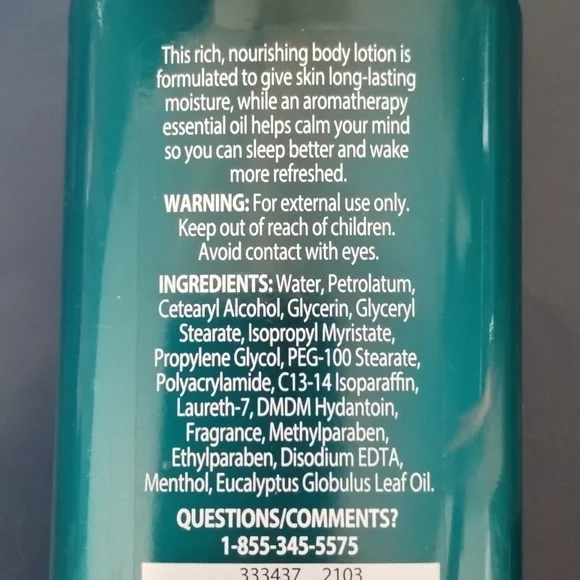 This rich, nourishing body lotion is
formulated to give skin long-lasting
moisture, while an aromatherapy
essential oil helps calm your mind
so you can sleep better and wake
more refreshed.
WARNING: For external use only.
Keep out of reach of children.
Avoid contact with eyes.
INGREDIENTS: Water, Petrolatum,
Cetearyl Alcohol, Glycerin, Glyceryl
Stearate, Isopropyl Myristate,
Propylene Glycol, PEG-100 Stearate,
Polyacrylamide, C13-14 Isoparaffin,
Laureth-7, DMDM Hydantoin,
Fragrance, Methylparaben,
Ethylparaben, Disodium EDTA,
Menthol, Eucalyptus Globulus Leaf Oil.
QUESTIONS/COMMENTS?
1-855-345-5575
333437 2103